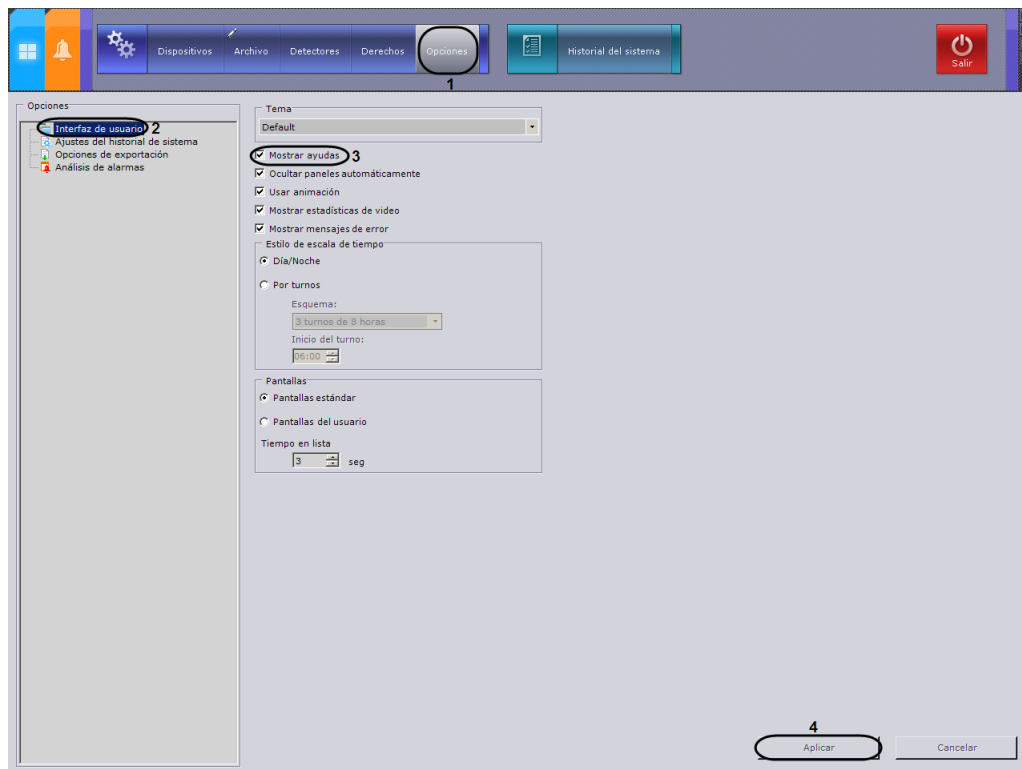 Dispositivos
Archivo
Detectores
Derechos
Opciones
Historial del sistema
Salir
1
Opciones
Interfaz de usuario 2
Ajustes del historial de sistema
Opciones de exportación
Análisis de alarmas
Tema
Default
Mostrar ayudas 3
Ocultar paneles automáticamente
Usar animación
Mostrar estadísticas de video
Mostrar mensajes de error
Estilo de escala de tiempo
Día/Noche
Por turnos
Esquema:
3 turnos de 8 horas
Inicio del turno:
06:00
Pantallas
Pantallas estándar
Pantallas del usuario
Tiempo en lista
3 seg
4
Aplicar
Cancelar